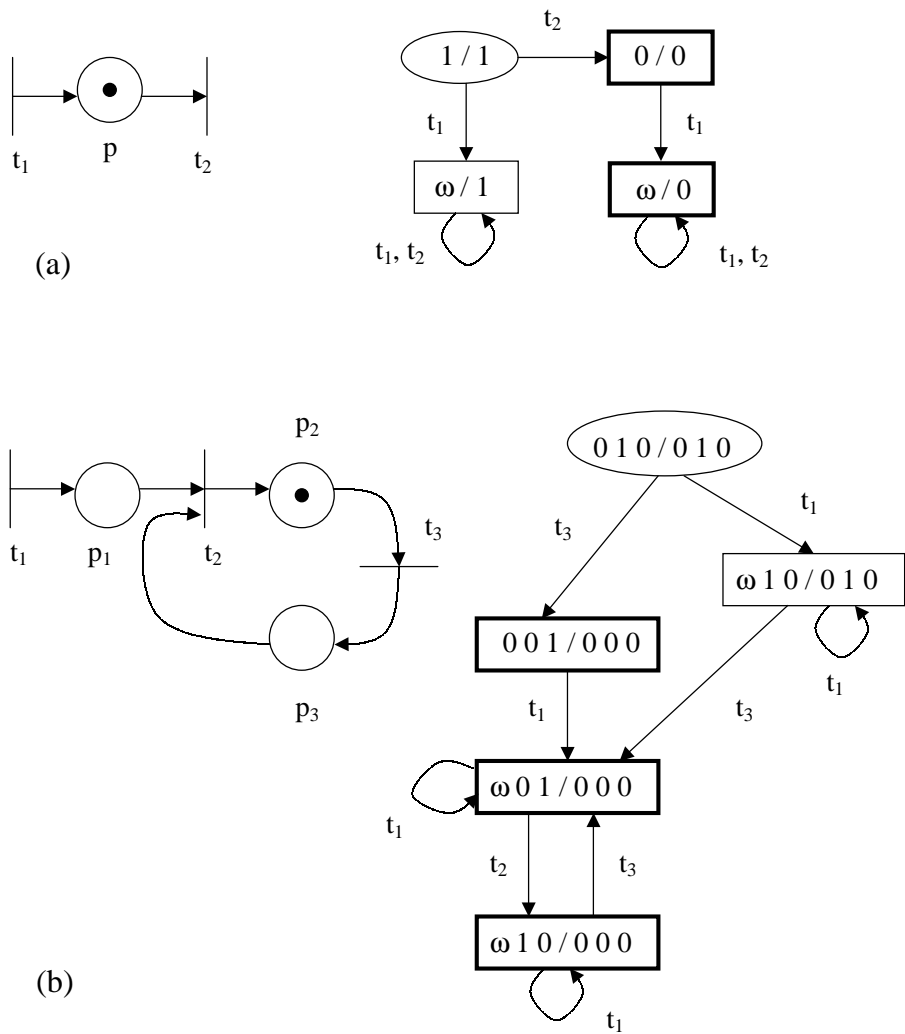 t₁
p
t₂
(a)
1 / 1
t₂
0 / 0
t₁
t₁
ω / 1
ω / 0
t₁, t₂
t₁, t₂
t₁
p₁
t₂
p₂
t₃
p₃
(b)
0 1 0 / 0 1 0
t₃
t₁
ω 1 0 / 0 1 0
t₁
0 0 1 / 0 0 0
t₁
t₃
ω 0 1 / 0 0 0
t₁
t₂
t₃
ω 1 0 / 0 0 0
t₁